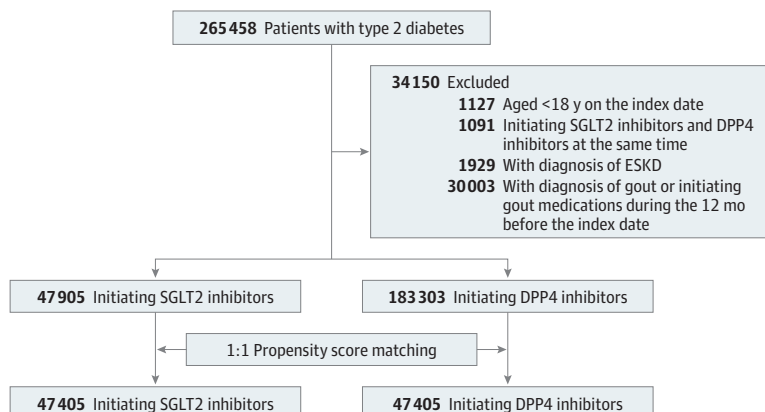 265 458 Patients with type 2 diabetes
34 150 Excluded
1127 Aged <18 y on the index date
1091 Initiating SGLT2 inhibitors and DPP4
inhibitors at the same time
1929 With diagnosis of ESKD
30 003 With diagnosis of gout or initiating
gout medications during the 12 mo
before the index date
47 905 Initiating SGLT2 inhibitors
183 303 Initiating DPP4 inhibitors
1:1 Propensity score matching
47 405 Initiating SGLT2 inhibitors
47 405 Initiating DPP4 inhibitors